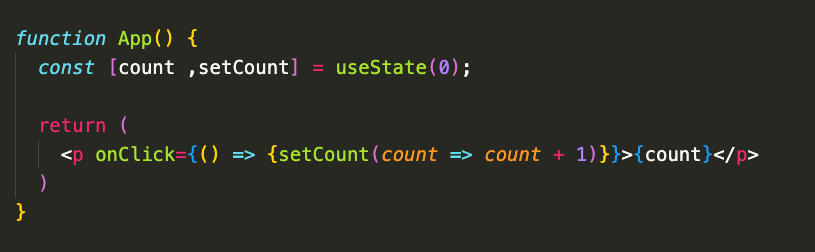 function App() {
  const [count ,setCount] = useState(0);

  return (
    <p onClick={() => {setCount(count => count + 1)}}>{count}</p>
  )
}